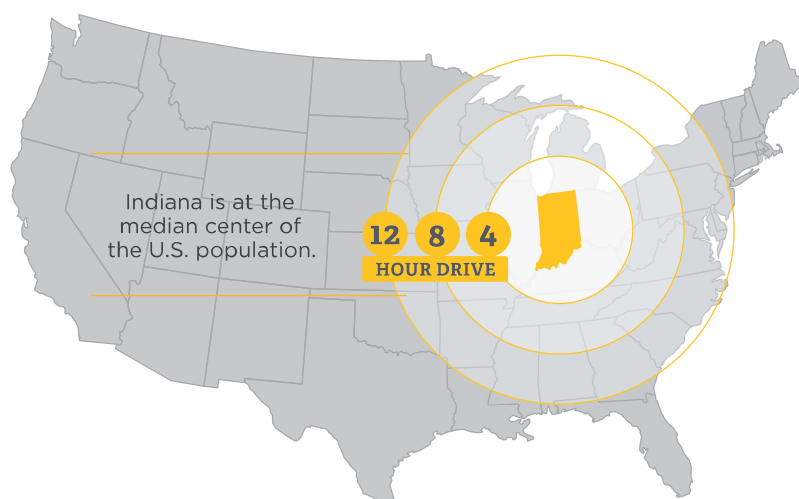 Indiana is at the
median center of
the U.S. population.
12 8 4
HOUR DRIVE